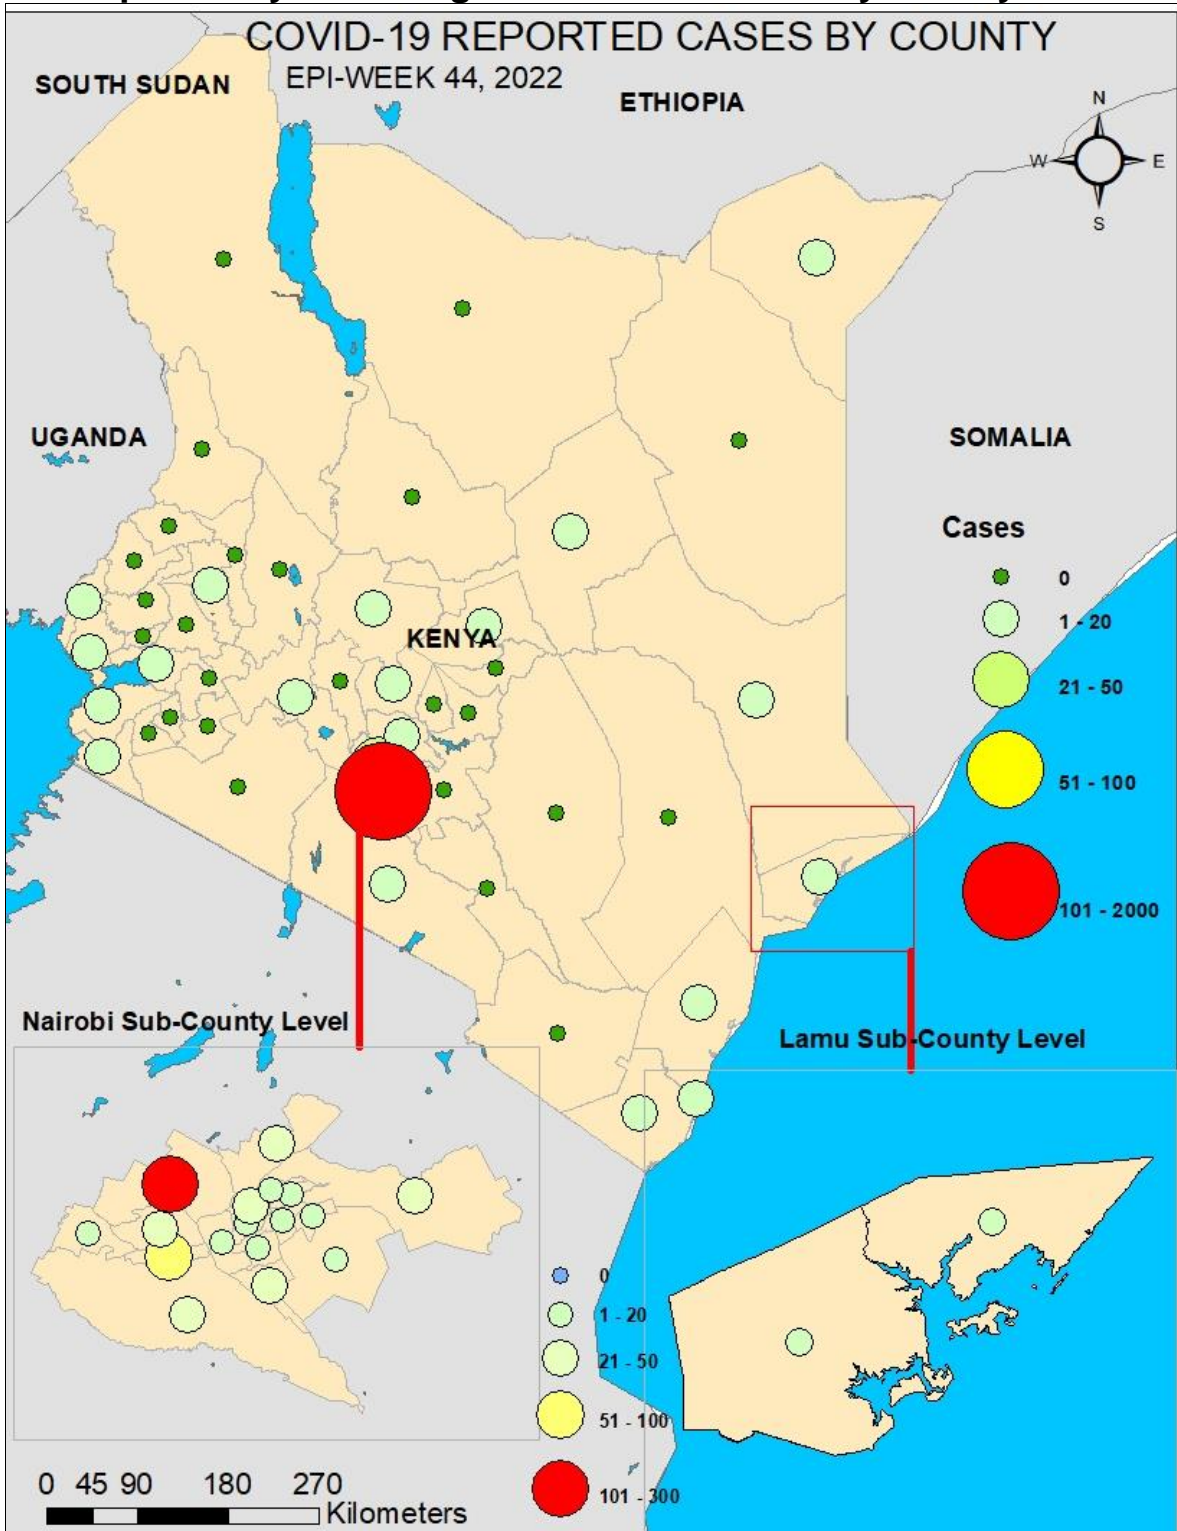 COVID-19 REPORTED CASES BY COUNTY
EPI-WEEK 44, 2022
SOUTH SUDAN
ETHIOPIA
N
W
E
S
UGANDA
SOMALIA
KENYA
Cases
0
1 - 20
21 - 50
51 - 100
101 - 2000
Nairobi Sub-County Level
Lamu Sub-County Level
0
1 - 20
21 - 50
51 - 100
101 - 300
0 45 90 180 270
Kilometers